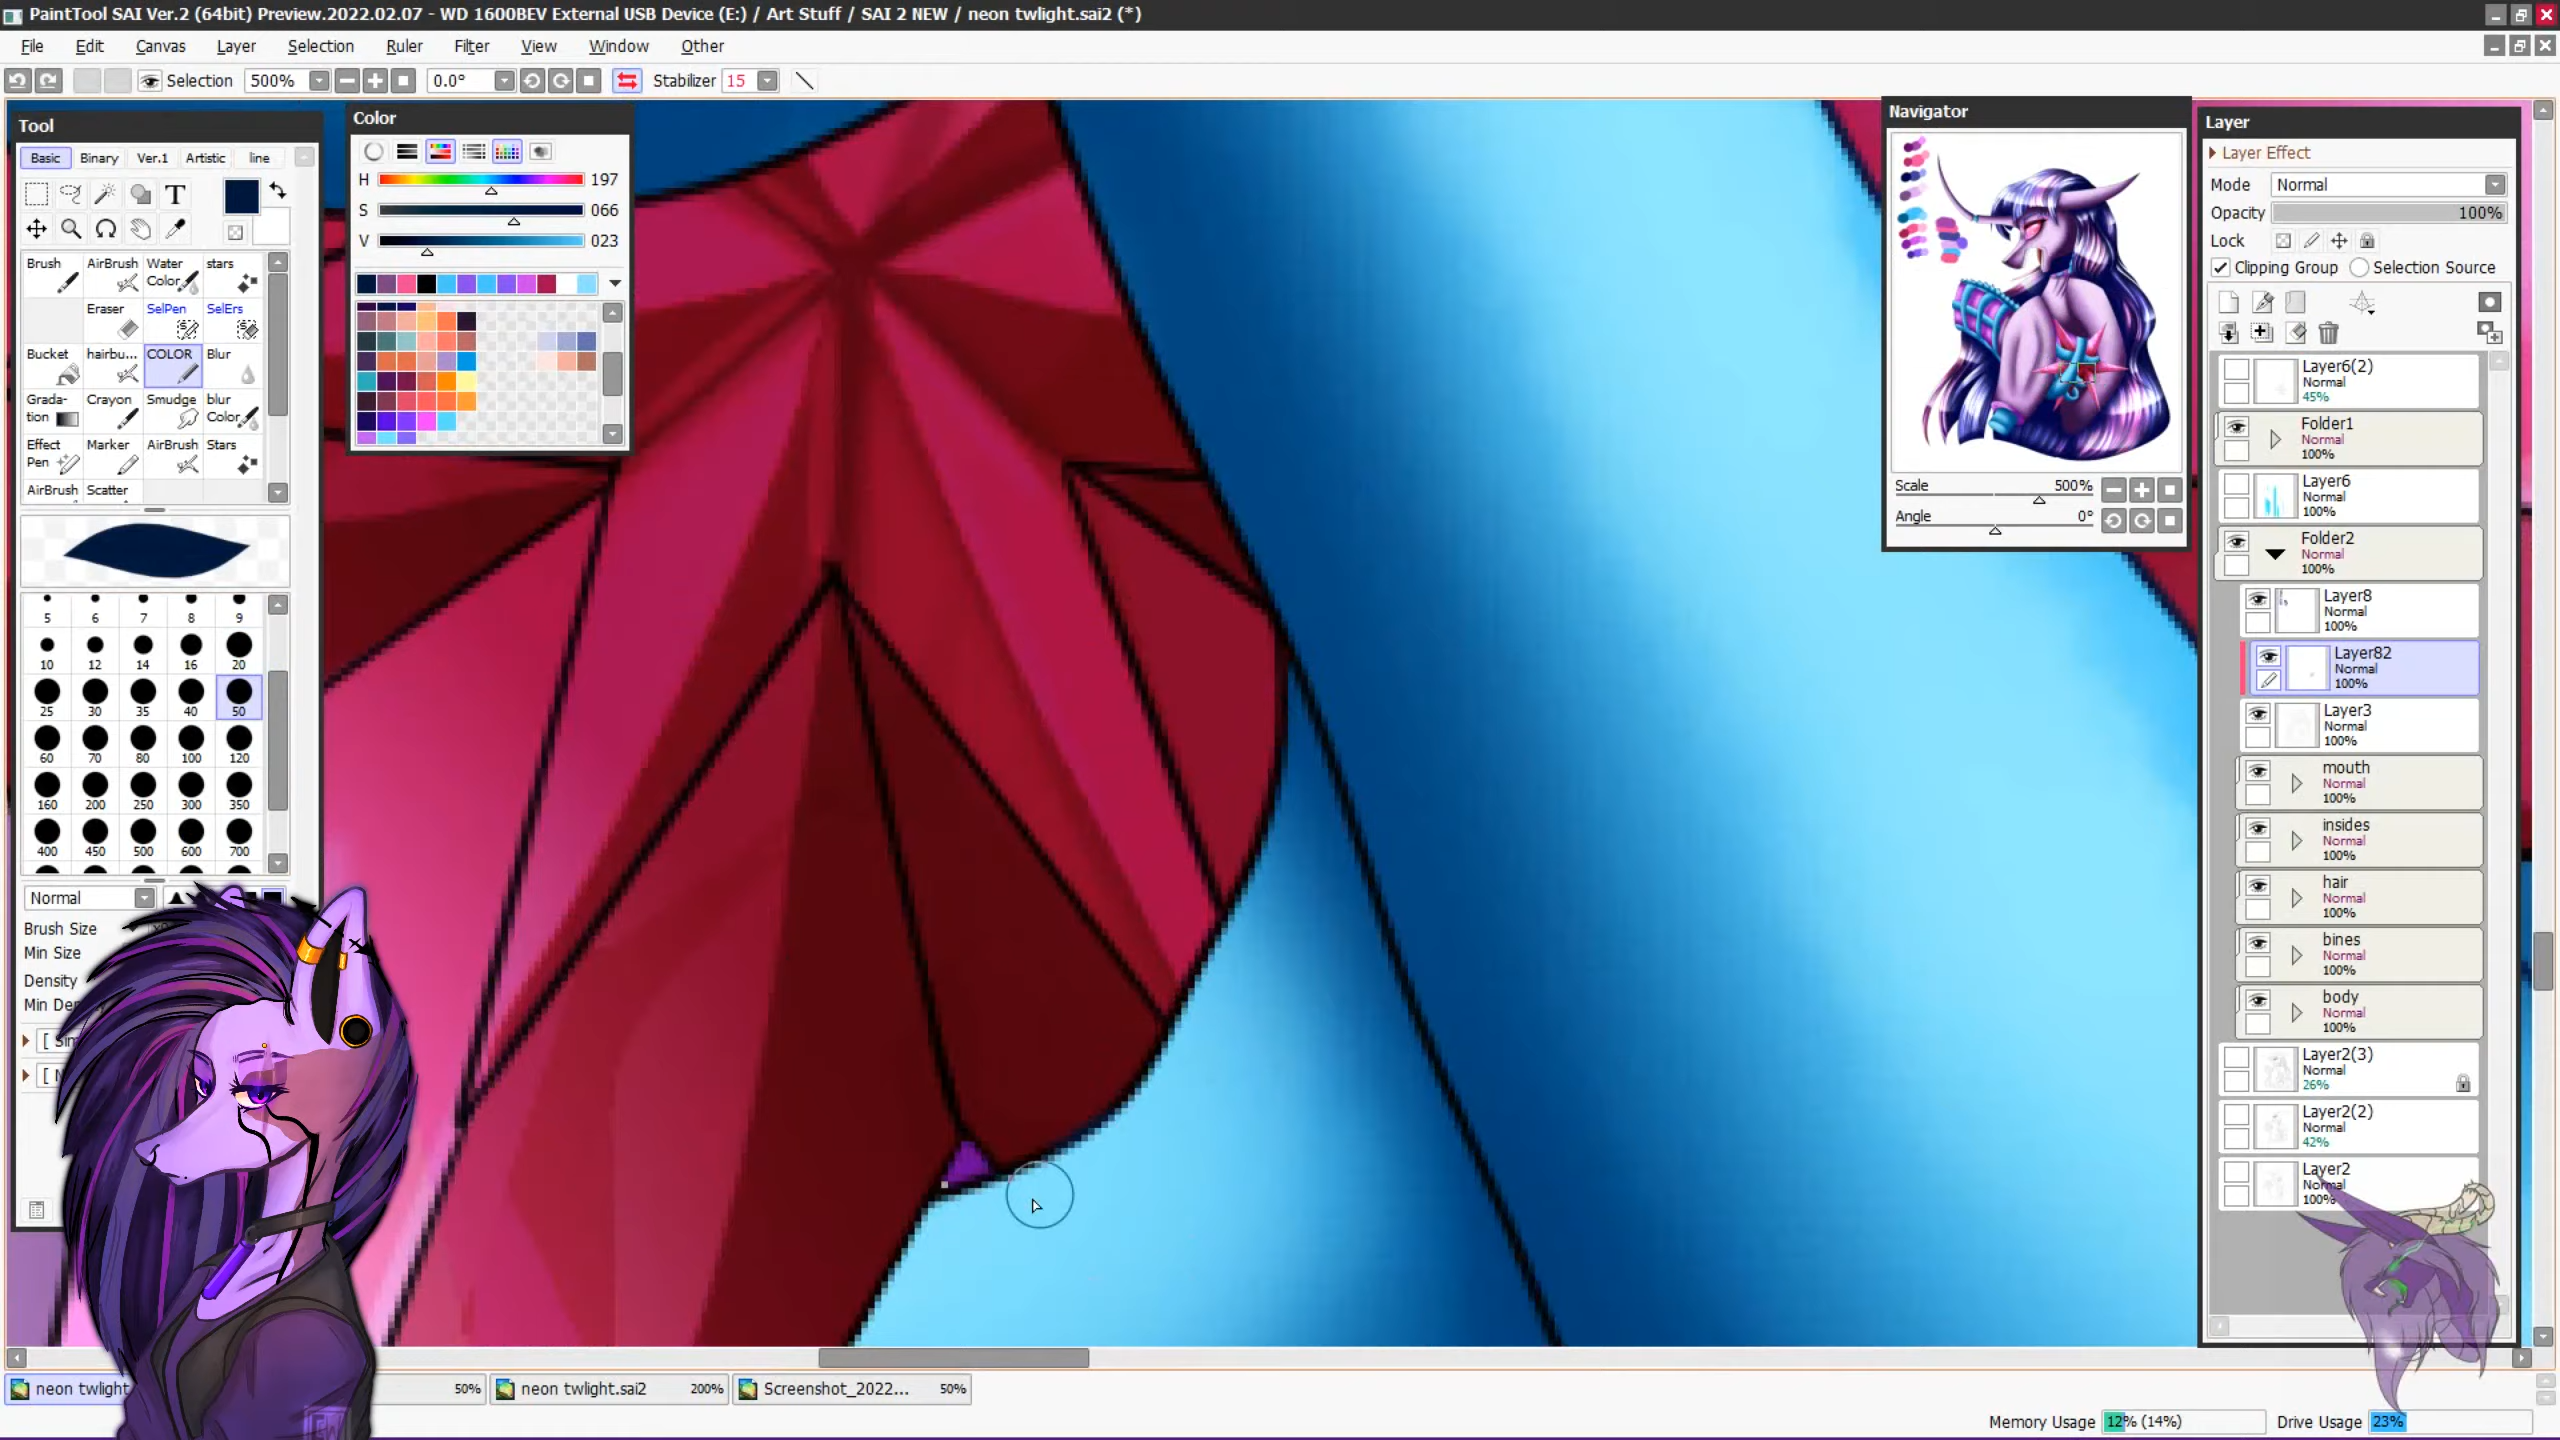 PaintTool SAI Ver.2 (64bit) Preview.2022.02.07 - WD 1600BEV External USB Device (E:) / Art Stuff / SAI 2 NEW / neon twlight.sai2 (*)
File Edit Canvas Layer Selection Ruler Filter View Window Other
Selection 500% 0.0° Stabilizer 15
Tool
Basic Binary Ver.1 Artistic line
T
Brush AirBrush Water Color stars
Eraser SelPen SelErs
Bucket hairbu... COLOR Blur
Grada-tion Crayon Smudge blur Color
Effect Pen Marker AirBrush Stars
AirBrush Scatter
5 6 7 8 9
10 12 14 16 20
25 30 35 40 50
60 70 80 100 120
160 200 250 300 350
400 450 500 600 700
Normal
Brush Size
Min Size
Density
Color
H 197
S 066
V 023
Navigator
Scale 500%
Angle 0°
Layer
Layer Effect
Mode Normal
Opacity 100%
Lock
Clipping Group Selection Source
Layer6(2)
Normal
45%
Folder1
Normal
100%
Layer6
Normal
100%
Folder2
Normal
100%
Layer8
Normal
100%
Layer82
Normal
100%
Layer3
Normal
100%
mouth
Normal
100%
insides
Normal
100%
hair
Normal
100%
bines
Normal
100%
body
Normal
100%
Layer2(3)
Normal
26%
Layer2(2)
Normal
42%
Layer2
Normal
100%
neon twlight 50% neon twlight.sai2 200% Screenshot_2022... 50%
Memory Usage 12% (14%) Drive Usage 23%